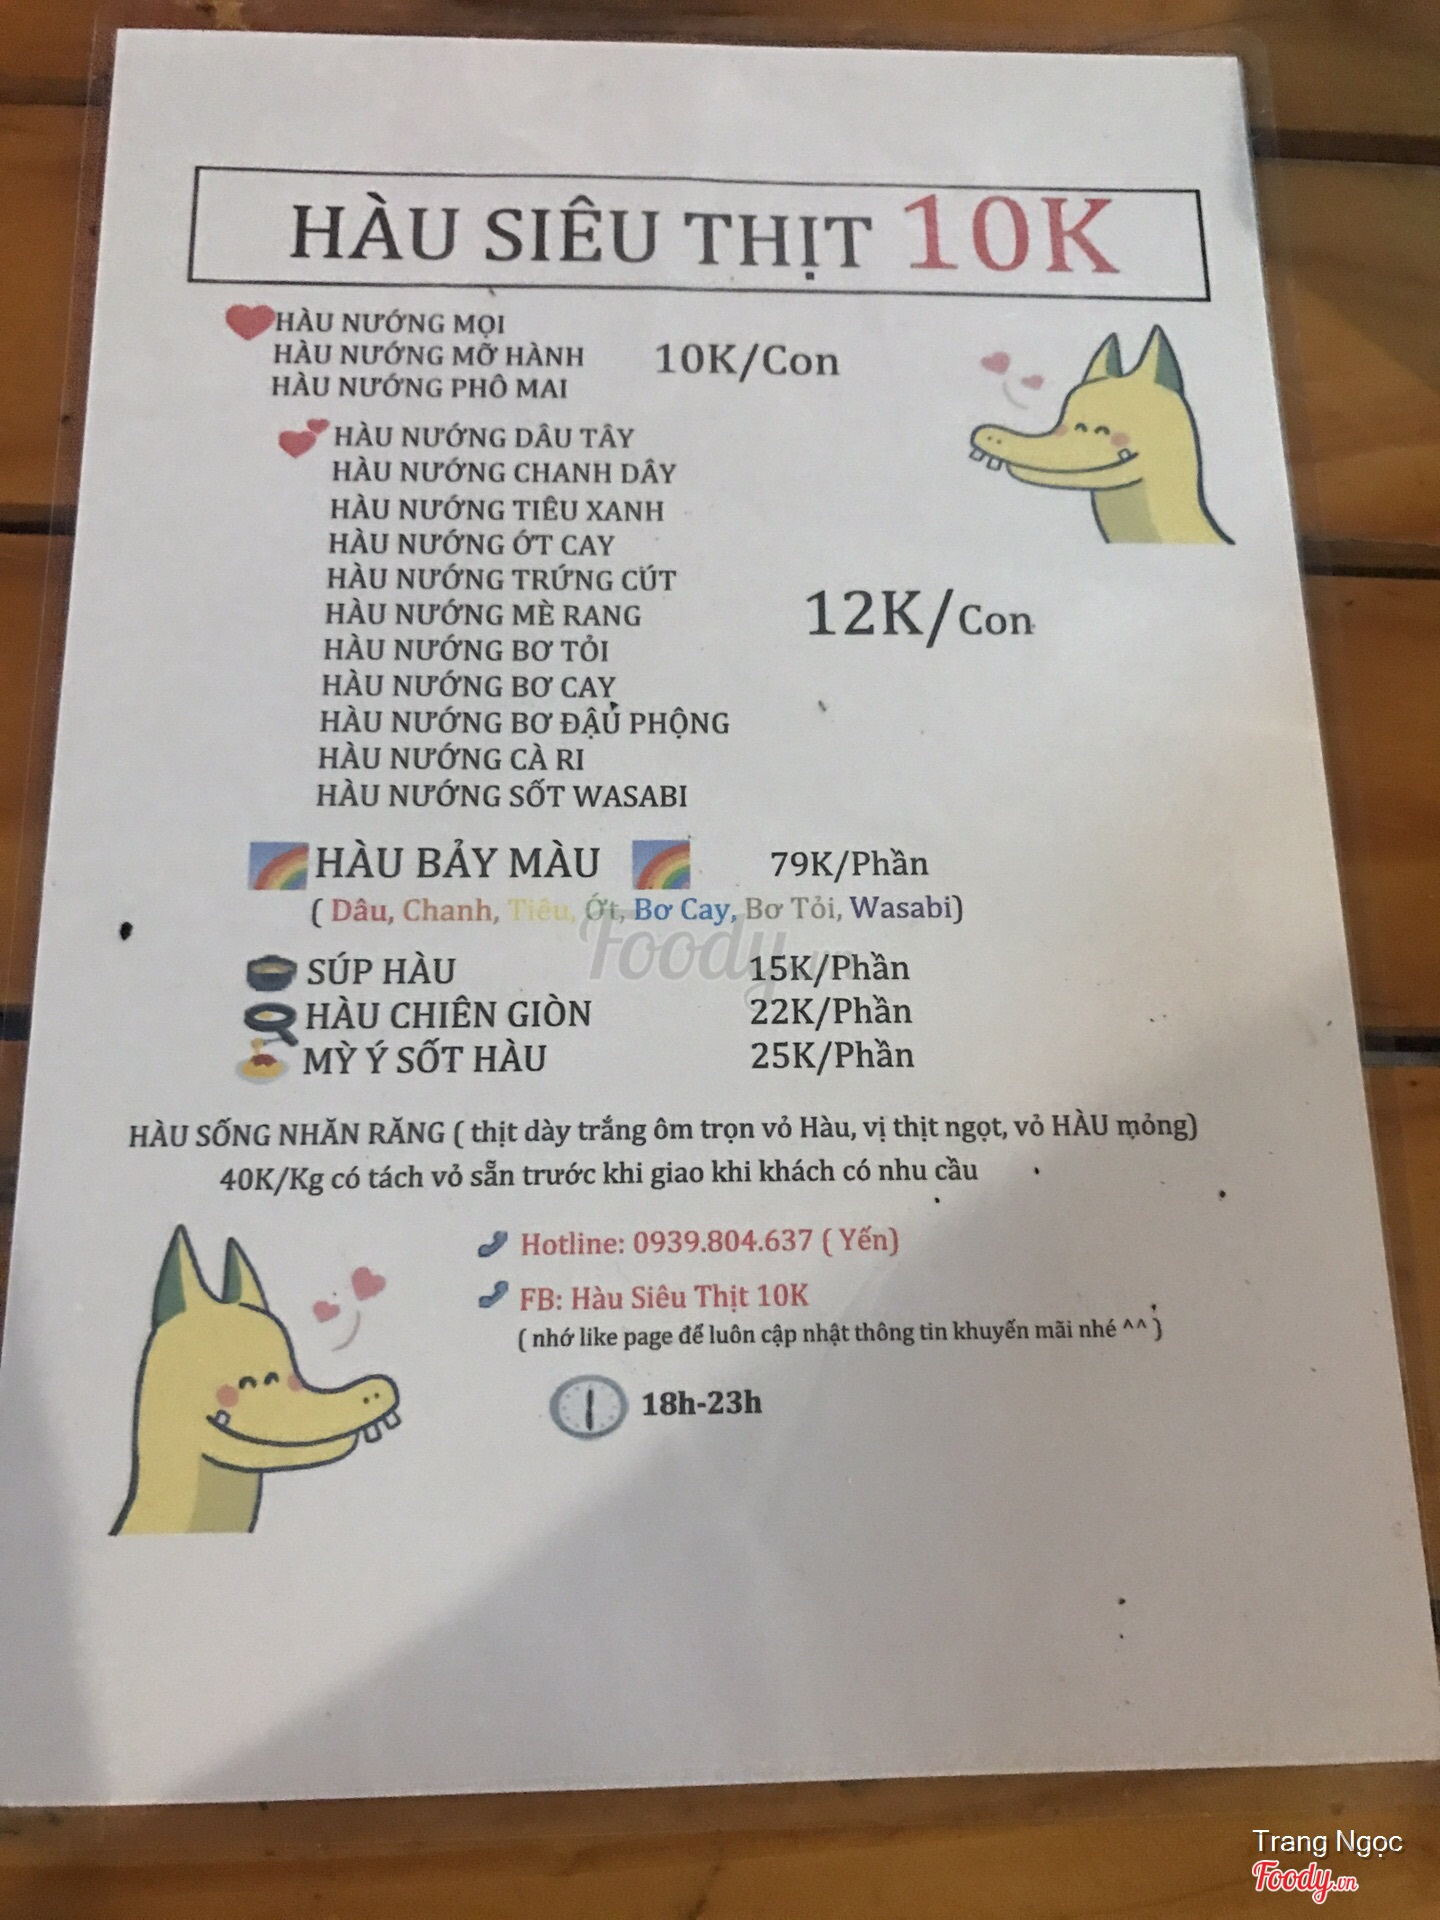 HÀU SIÊU THỊT 10K
HÀU NƯỚNG MỌI
HÀU NƯỚNG MỠ HÀNH 10K/Con
HÀU NƯỚNG PHÔ MAI
HÀU NƯỚNG DÂU TÂY
HÀU NƯỚNG CHANH DÂY
HÀU NƯỚNG TIÊU XANH
HÀU NƯỚNG ỚT CAY
HÀU NƯỚNG TRỨNG CÚT
HÀU NƯỚNG MÈ RANG 12K/Con
HÀU NƯỚNG BƠ TỎI
HÀU NƯỚNG BƠ CAY
HÀU NƯỚNG BƠ ĐẬU PHỘNG
HÀU NƯỚNG CÀ RI
HÀU NƯỚNG SỐT WASABI
HÀU BẢY MÀU 79K/Phần
( Dâu, Chanh, Tiêu, Ớt, Bơ Cay, Bơ Tỏi, Wasabi)
Foody.vn
SÚP HÀU 15K/Phần
HÀU CHIÊN GIÒN 22K/Phần
MỲ Ý SỐT HÀU 25K/Phần
HÀU SỐNG NHĂN RĂNG ( thịt dày trắng ôm trọn vỏ Hàu, vị thịt ngọt, vỏ HÀU mỏng)
40K/Kg có tách vỏ sẵn trước khi giao khi khách có nhu cầu
Hotline: 0939.804.637 ( Yến)
FB: Hàu Siêu Thịt 10K
( nhớ like page để luôn cập nhật thông tin khuyến mãi nhé ^^ )
18h-23h
Trang Ngọc
Foody.vn